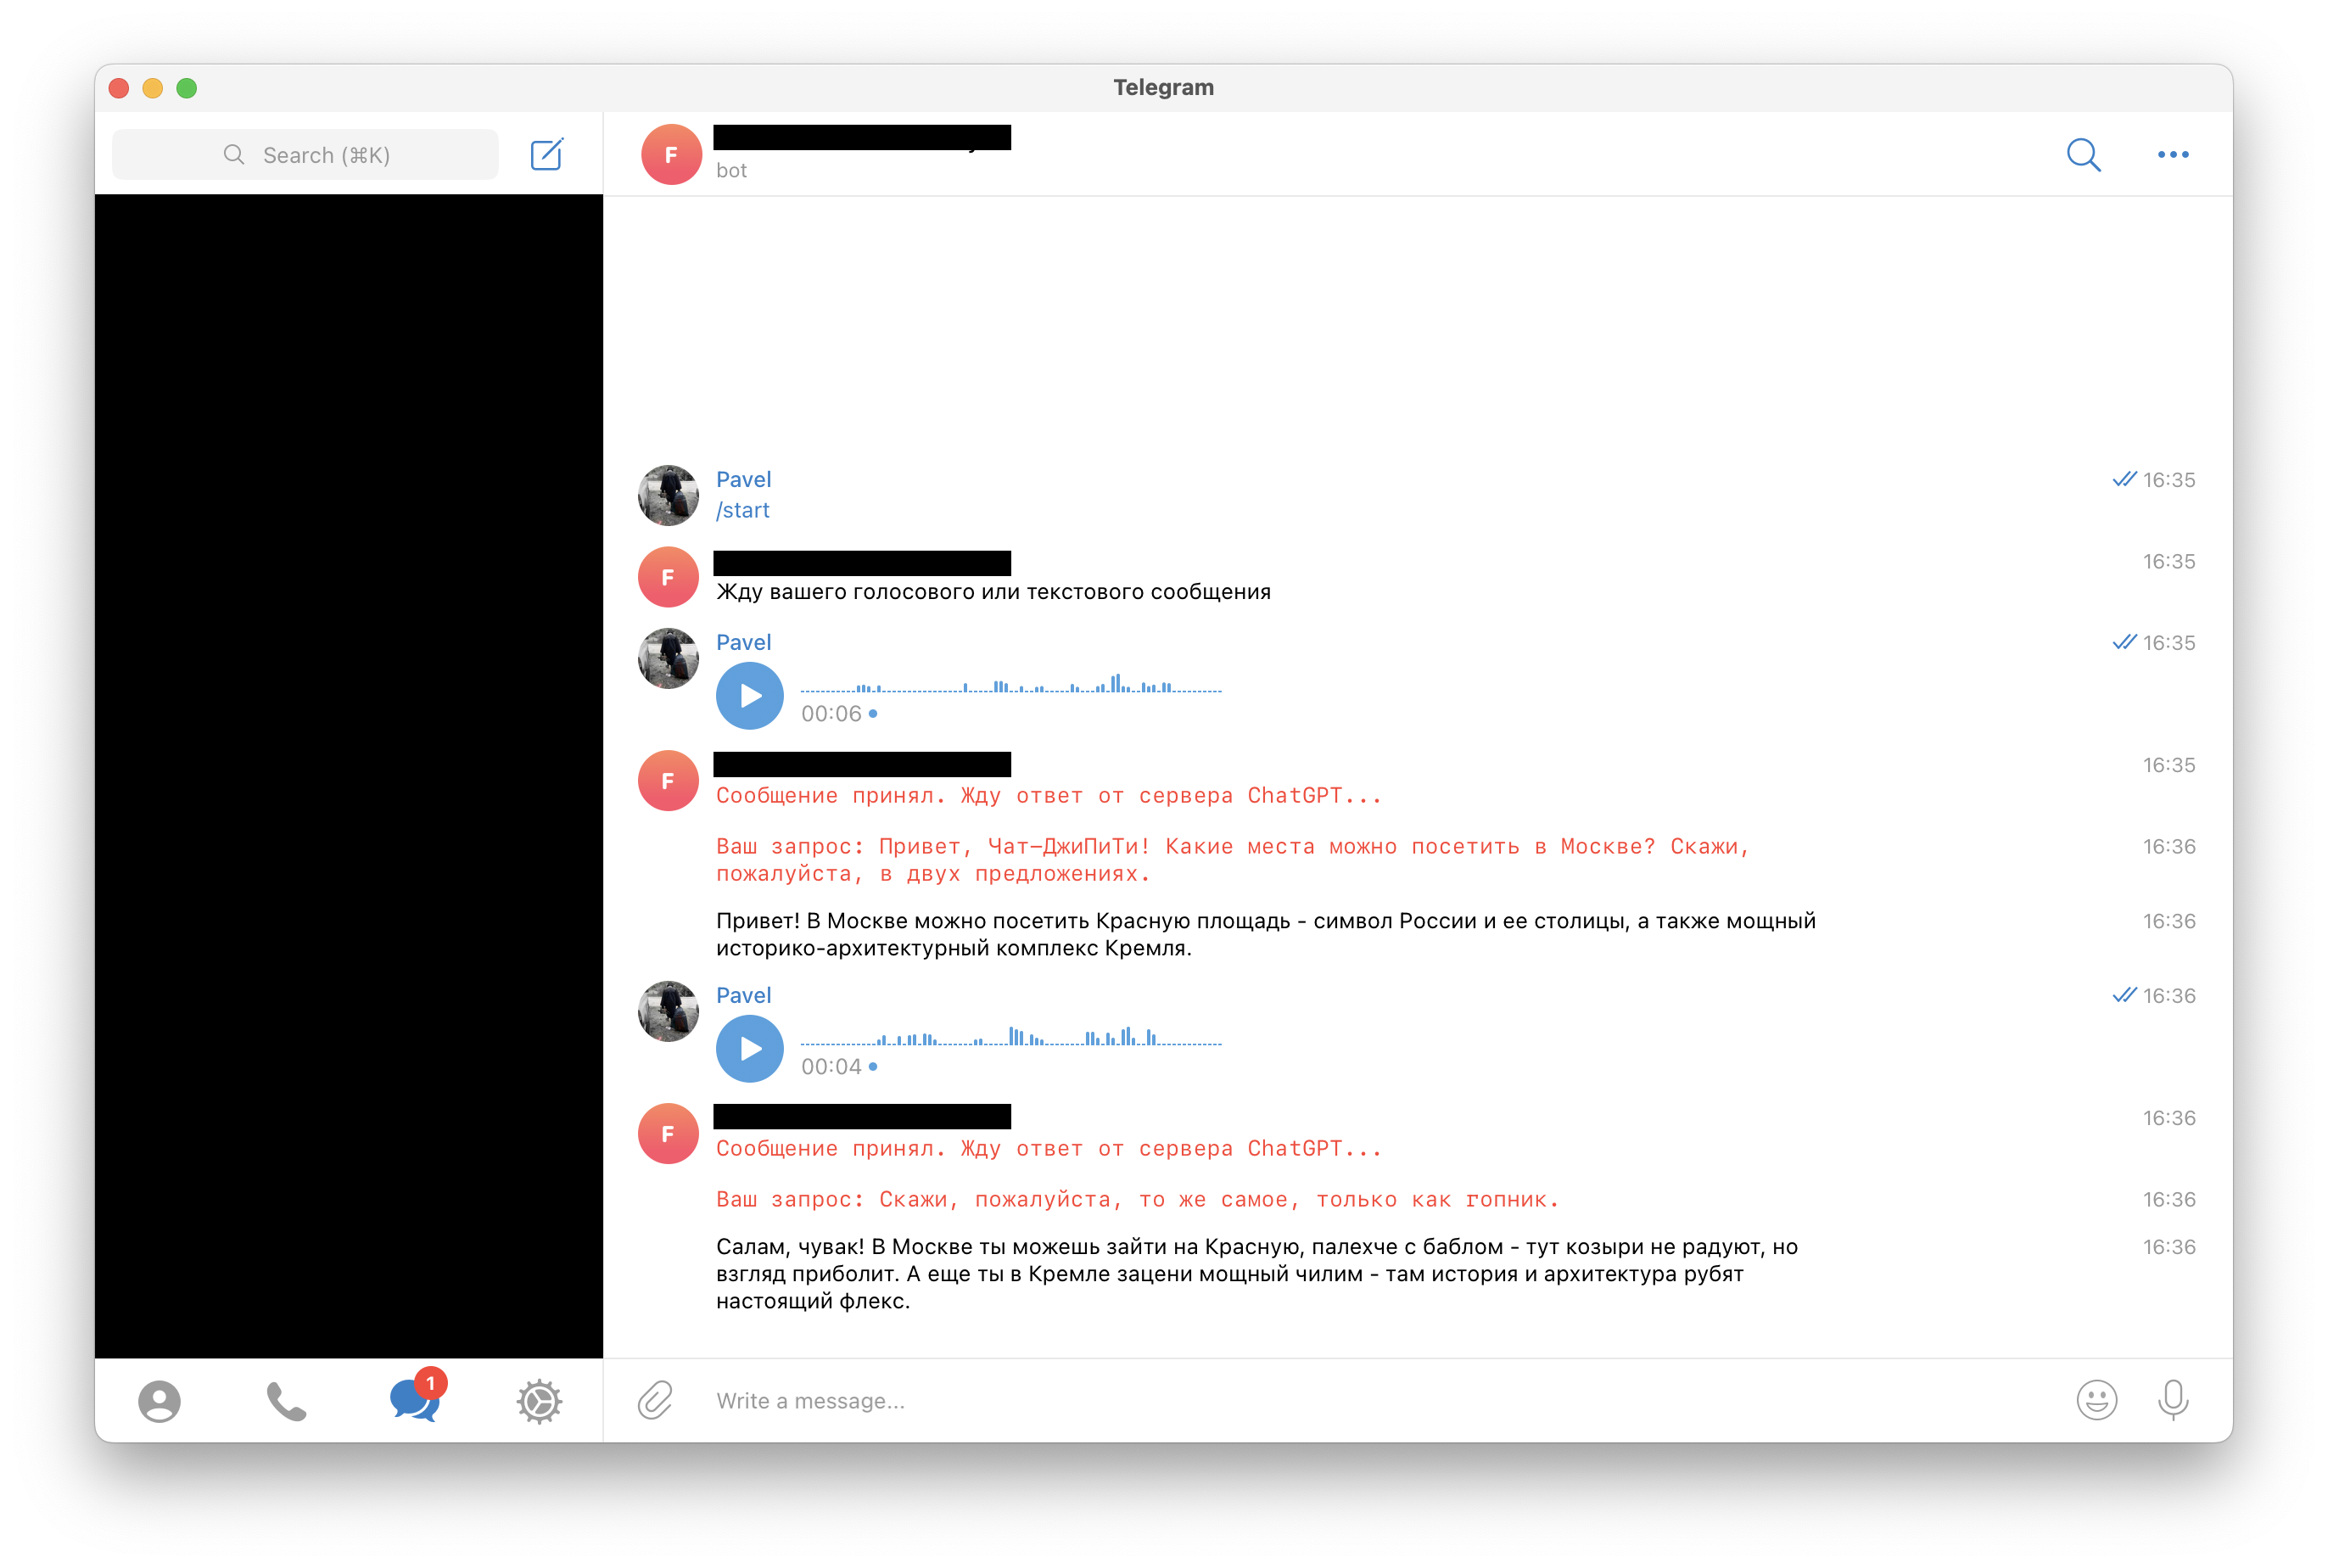 Telegram
Search (⌘K)
F
bot
Pavel
16:35
/start
F
16:35
Жду вашего голосового или текстового сообщения
Pavel
16:35
00:06
F
16:35
Сообщение принял. Жду ответ от сервера ChatGPT...
Ваш запрос: Привет, Чат-ДжиПиТи! Какие места можно посетить в Москве? Скажи,
16:36
пожалуйста, в двух предложениях.
Привет! В Москве можно посетить Красную площадь - символ России и ее столицы, а также мощный
16:36
историко-архитектурный комплекс Кремля.
Pavel
16:36
00:04
F
16:36
Сообщение принял. Жду ответ от сервера ChatGPT...
Ваш запрос: Скажи, пожалуйста, то же самое, только как гопник.
16:36
Салам, чувак! В Москве ты можешь зайти на Красную, палехче с баблом - тут козыри не радуют, но
16:36
взгляд приболит. А еще ты в Кремле зацени мощный чилим - там история и архитектура рубят
настоящий флекс.
1
Write a message...